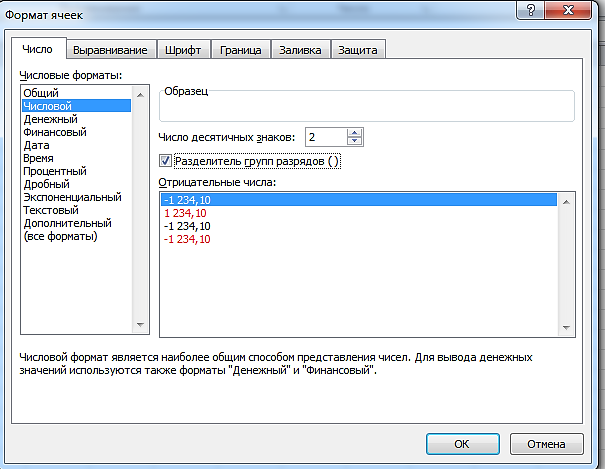 Формат ячеек
?
Число Выравнивание Шрифт Граница Заливка Защита
Числовые форматы:
Общий
Числовой
Денежный
Финансовый
Дата
Время
Процентный
Дробный
Экспоненциальный
Текстовый
Дополнительный
(все форматы)
Образец
Число десятичных знаков: 2
Разделитель групп разрядов ( )
Отрицательные числа:
-1 234,10
1 234,10
-1 234,10
-1 234,10
Числовой формат является наиболее общим способом представления чисел. Для вывода денежных
значений используются также форматы "Денежный" и "Финансовый".
ОК Отмена